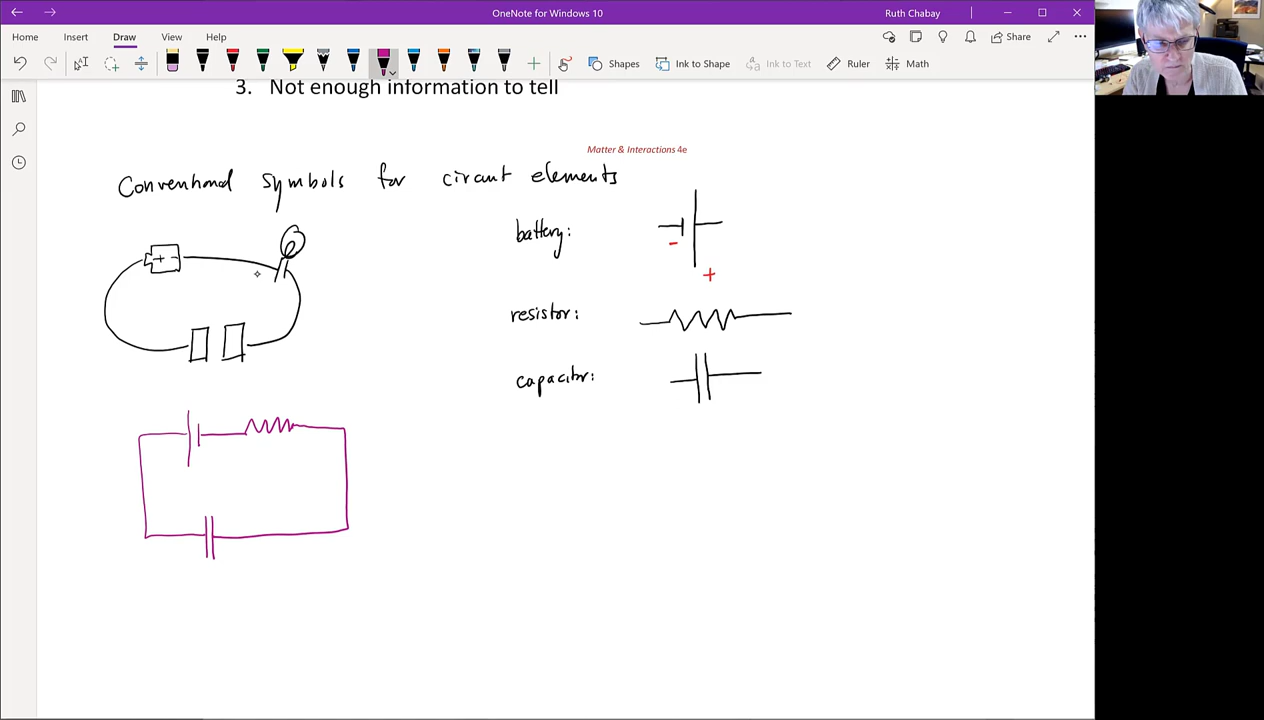 OneNote for Windows 10
Ruth Chabay
Home Insert Draw View Help
Share
Shapes Ink to Shape Ink to Text Ruler Math
3. Not enough information to tell
Matter & Interactions 4e
Conventional symbols for circuit elements
battery:
- +
+ -
resistor:
capacitor: